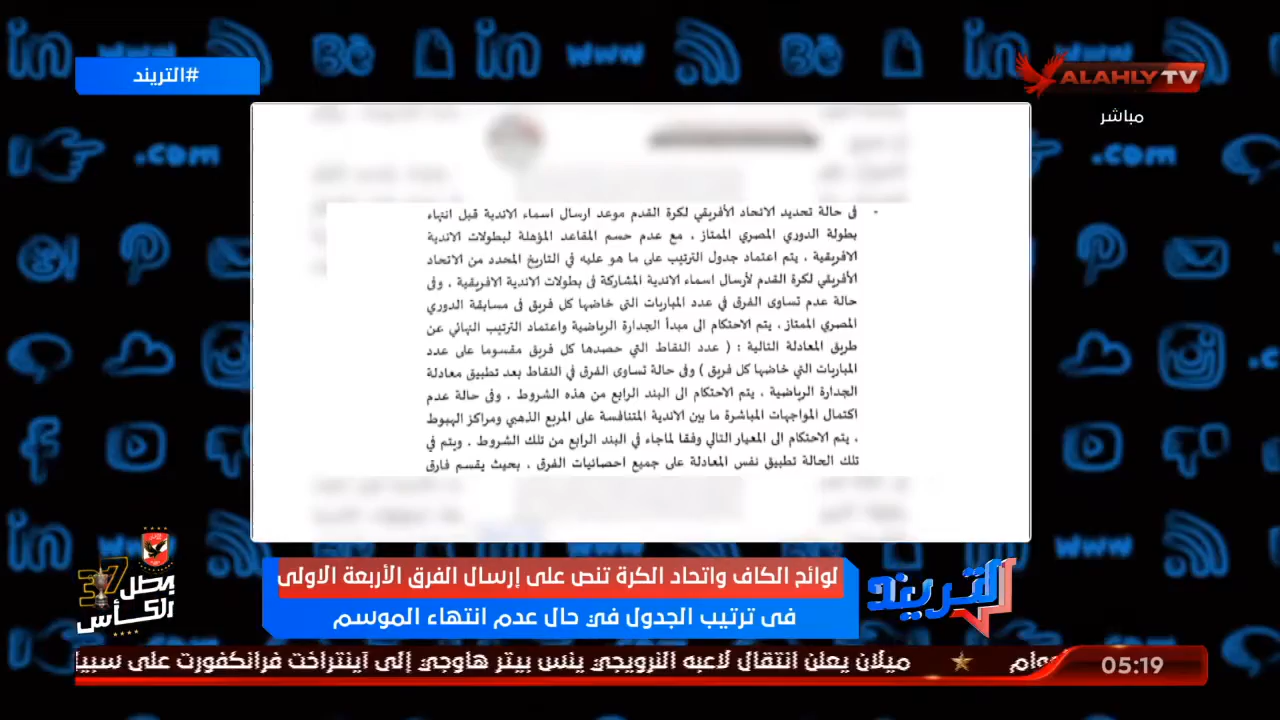 #التريند
ALAHLY TV
مباشر
- في حالة تحديد الاتحاد الأفريقي لكرة القدم موعد ارسال اسماء الاندية قبل انتهاء
بطولة الدوري المصري الممتاز ، مع عدم حسم المقاعد المؤهلة لبطولات الاندية
الافريقية ، يتم اعتماد جدول الترتيب على ما هو عليه في التاريخ المحدد من الاتحاد
الأفريقي لكرة القدم لأرسال اسماء الاندية المشاركة فى بطولات الاندية الافريقية ، وفى
حالة عدم تساوى الفرق في عدد المباريات التى خاضها كل فريق فى مسابقة الدوري
المصري الممتاز ، يتم الاحتكام الى مبدأ الجدارة الرياضية واعتماد الترتيب النهائي عن
طريق المعادلة التالية : ( عدد النقاط التي حصدها كل فريق مقسوما على عدد
المباريات التي خاضها كل فريق ) وفى حالة تساوى الفرق في النقاط بعد تطبيق معادلة
الجدارة الرياضية ، يتم الاحتكام الى البند الرابع من هذه الشروط ، وفى حالة عدم
اكتمال المواجهات المباشرة ما بين الاندية المتنافسة على المربع الذهبي ومراكز الهبوط
، يتم الاحتكام الى المعيار التالي وفقا لماجاء في البند الرابع من تلك الشروط ، ويتم في
تلك الحالة تطبيق نفس المعادلة على جميع احصائيات الفرق ، بحيث يقسم فارق
لوائح الكاف واتحاد الكرة تنص على إرسال الفرق الأربعة الاولى
فى ترتيب الجدول في حال عدم انتهاء الموسم
التريند
37
بطل
الكأس
ميلان يعلن انتقال لاعبه النرويجي ينس بيتر هاوجي إلى آينتراخت فرانكفورت على
05:19